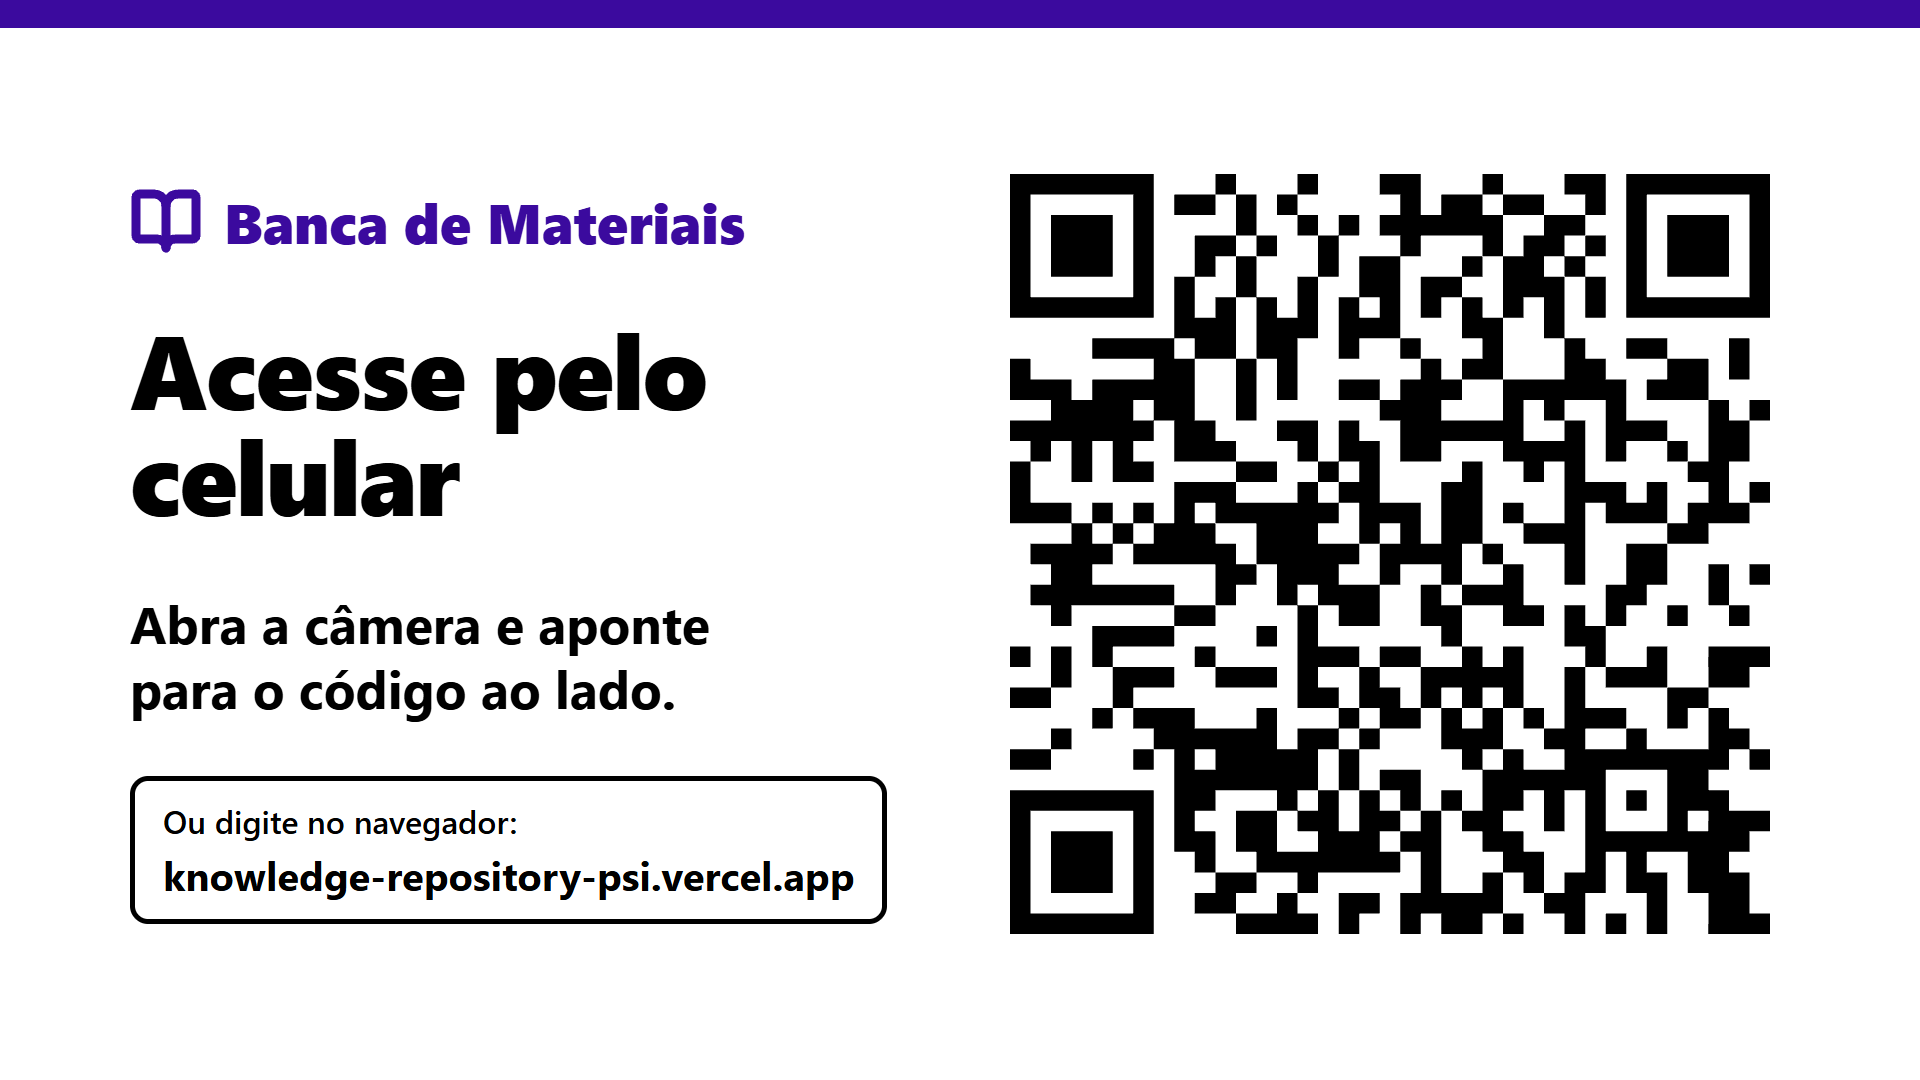 Banca de Materiais
Acesse pelo
celular
Abra a câmera e aponte
para o código ao lado.
Ou digite no navegador:
knowledge-repository-psi.vercel.app